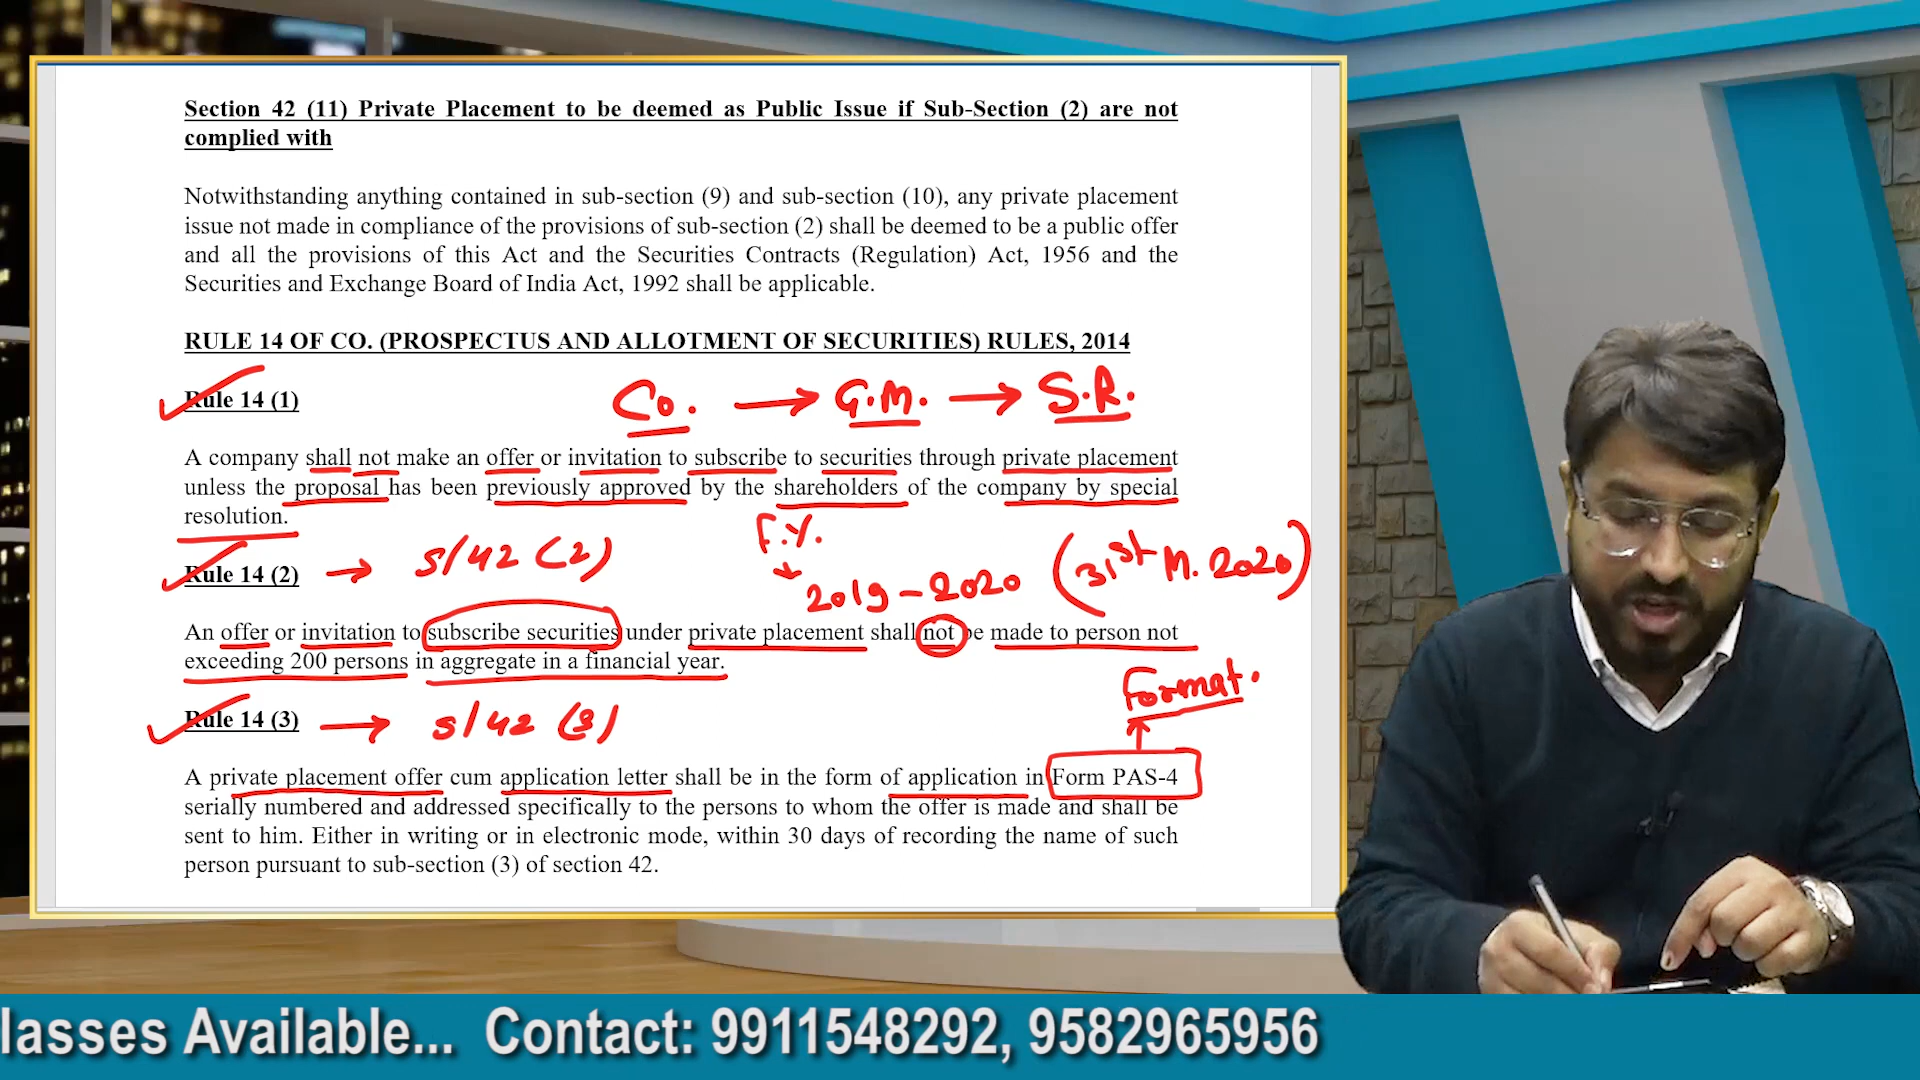 Section 42 (11) Private Placement to be deemed as Public Issue if Sub-Section (2) are not
complied with
Notwithstanding anything contained in sub-section (9) and sub-section (10), any private placement
issue not made in compliance of the provisions of sub-section (2) shall be deemed to be a public offer
and all the provisions of this Act and the Securities Contracts (Regulation) Act, 1956 and the
Securities and Exchange Board of India Act, 1992 shall be applicable.
RULE 14 OF CO. (PROSPECTUS AND ALLOTMENT OF SECURITIES) RULES, 2014
Rule 14 (1)
Co. → G.M. → S.R.
A company shall not make an offer or invitation to subscribe to securities through private placement
unless the proposal has been previously approved by the shareholders of the company by special
resolution.
F.Y.
Rule 14 (2) → s/42 (2)
2019-2020 (31st M. 2020)
An offer or invitation to subscribe securities under private placement shall not be made to person not
exceeding 200 persons in aggregate in a financial year.
Format.
Rule 14 (3) → s/42 (3)
A private placement offer cum application letter shall be in the form of application in Form PAS-4
serially numbered and addressed specifically to the persons to whom the offer is made and shall be
sent to him. Either in writing or in electronic mode, within 30 days of recording the name of such
person pursuant to sub-section (3) of section 42.
lasses Available... Contact: 9911548292, 9582965956